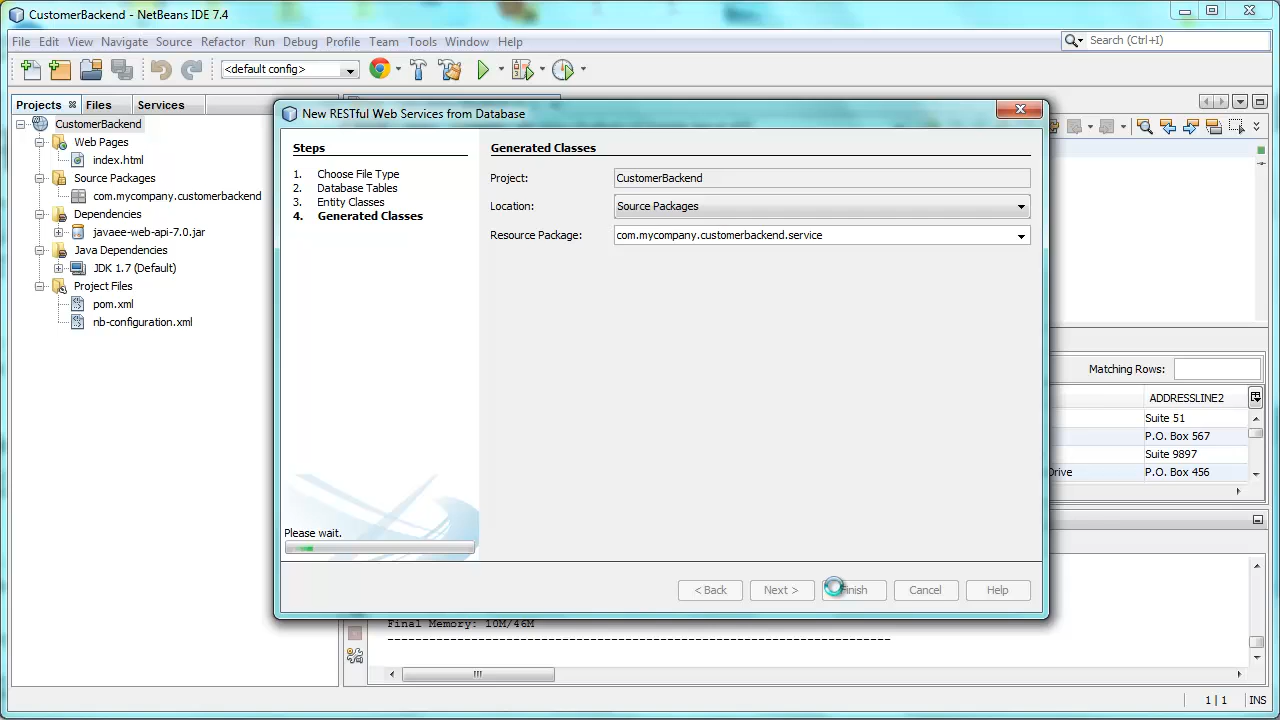 CustomerBackend - NetBeans IDE 7.4
File Edit View Navigate Source Refactor Run Debug Profile Team Tools Window Help
Search (Ctrl+I)
<default config>
Projects Files Services
CustomerBackend
Web Pages
index.html
Source Packages
com.mycompany.customerbackend
Dependencies
javaee-web-api-7.0.jar
Java Dependencies
JDK 1.7 (Default)
Project Files
pom.xml
nb-configuration.xml
New RESTful Web Services from Database
Steps
1. Choose File Type
2. Database Tables
3. Entity Classes
4. Generated Classes
Please wait.
Generated Classes
Project: CustomerBackend
Location: Source Packages
Resource Package: com.mycompany.customerbackend.service
< Back Next > Finish Cancel Help
Matching Rows:
ADDRESSLINE2
Suite 51
P.O. Box 567
Suite 9897
Drive P.O. Box 456
Final Memory: 10M/46M
------------------------------------------------------------------------
1 | 1 INS